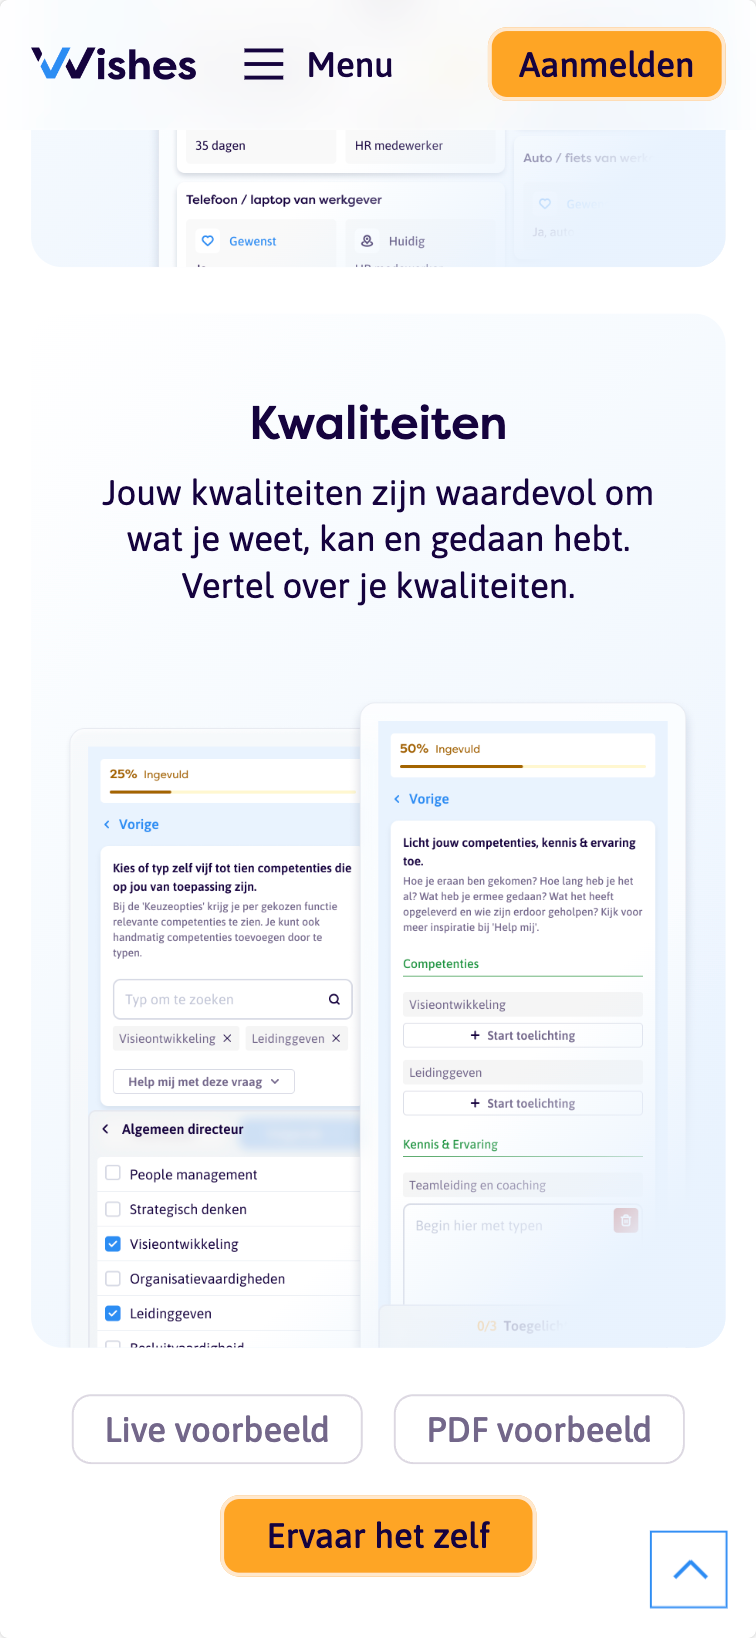 Wishes
Menu
Aanmelden
35 dagen
HR medewerker
Auto / fiets van
Telefoon / laptop van werkgever
Gewenst
Huidig
Ja, auto
Kwaliteiten
Jouw kwaliteiten zijn waardevol om
wat je weet, kan en gedaan hebt.
Vertel over je kwaliteiten.
25% Ingevuld
Vorige
Kies of typ zelf vijf tot tien competenties die
op jou van toepassing zijn.
Bij de 'Keuzeopties' krijg je per gekozen functie
relevante competenties te zien. Je kunt ook
handmatig competenties toevoegen door te
typen.
Typ om te zoeken
Visieontwikkeling
Leidinggeven
Help mij met deze vraag
Algemeen directeur
People management
Strategisch denken
Visieontwikkeling
Organisatievaardigheden
Leidinggeven
50% Ingevuld
Vorige
Licht jouw competenties, kennis & ervaring
toe.
Hoe je eraan ben gekomen? Hoe lang heb je het
al? Wat heb je ermee gedaan? Wat het heeft
opgeleverd en wie zijn erdoor geholpen? Kijk voor
meer inspiratie bij 'Help mij'.
Competenties
Visieontwikkeling
+ Start toelichting
Leidinggeven
+ Start toelichting
Kennis & Ervaring
Teamleiding en coaching
Begin hier met typen
0/3 Toegelich
Live voorbeeld
PDF voorbeeld
Ervaar het zelf